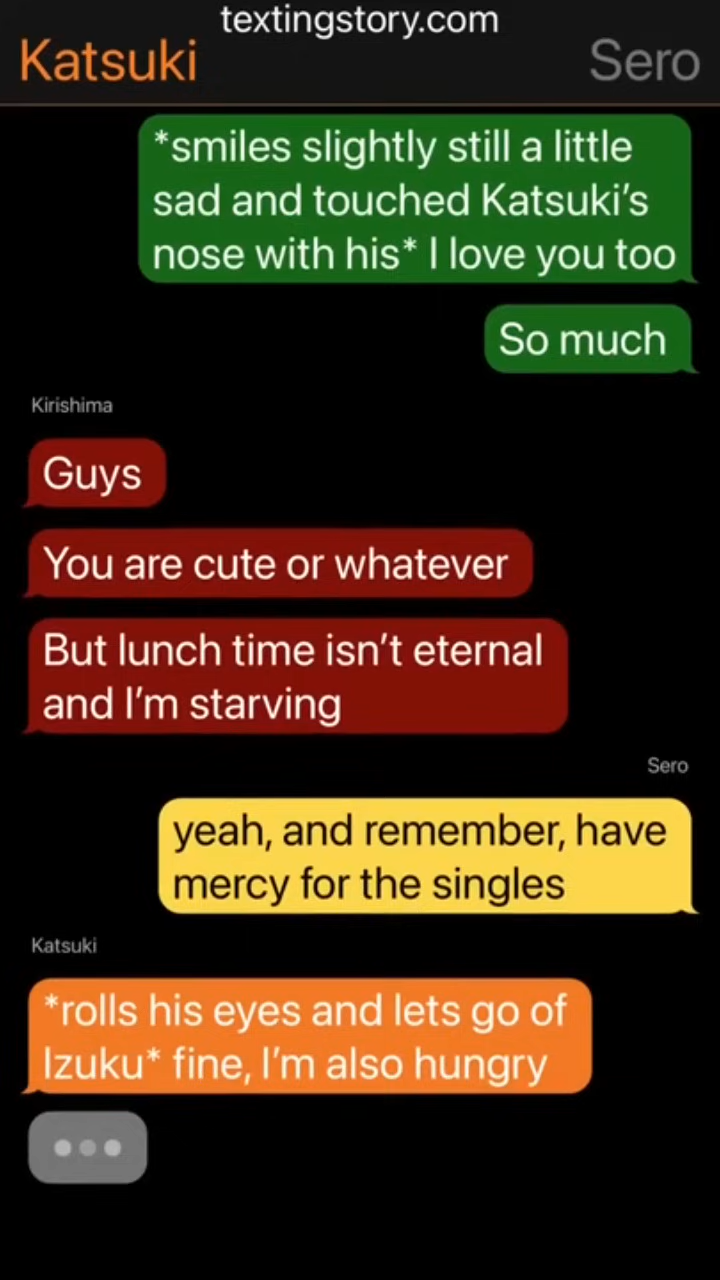 textingstory.com
Katsuki
Sero
*smiles slightly still a little
sad and touched Katsuki’s
nose with his* I love you too
So much
Kirishima
Guys
You are cute or whatever
But lunch time isn’t eternal
and I’m starving
Sero
yeah, and remember, have
mercy for the singles
Katsuki
*rolls his eyes and lets go of
Izuku* fine, I’m also hungry